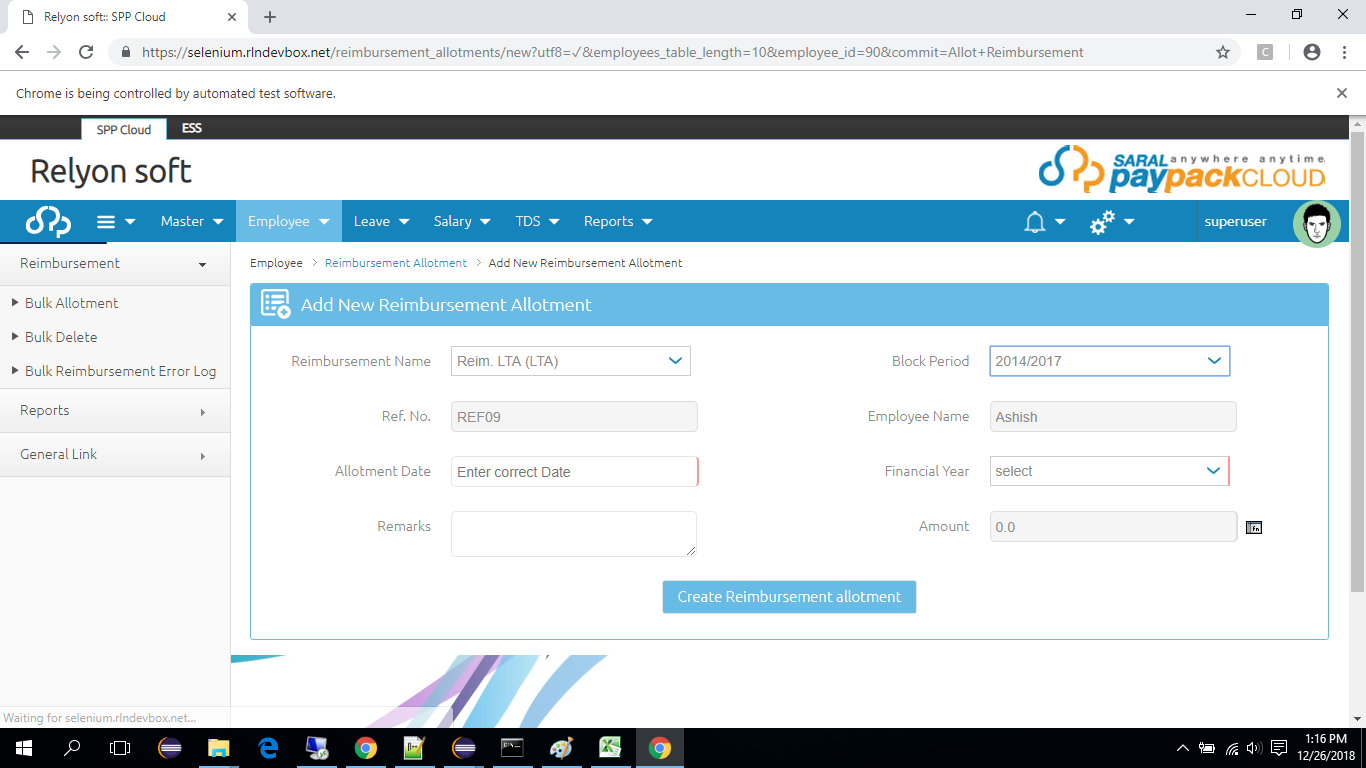 Relyon soft:: SPP Cloud
https://selenium.rlndevbox.net/reimbursement_allotments/new?utf8=✓&employees_table_length=10&employee_id=90&commit=Allot+Reimbursement
C
Chrome is being controlled by automated test software.
SPP Cloud ESS
Relyon soft
SARAL anywhere anytime
paypackCLOUD
Master Employee Leave Salary TDS Reports superuser
Reimbursement
Bulk Allotment
Bulk Delete
Bulk Reimbursement Error Log
Reports
General Link
Employee > Reimbursement Allotment > Add New Reimbursement Allotment
Add New Reimbursement Allotment
Reimbursement Name Reim. LTA (LTA) Block Period 2014/2017
Ref. No. REF09 Employee Name Ashish
Allotment Date Enter correct Date Financial Year select
Remarks Amount 0.0 fn
Create Reimbursement allotment
Waiting for selenium.rlndevbox.net...
1:16 PM
12/26/2018